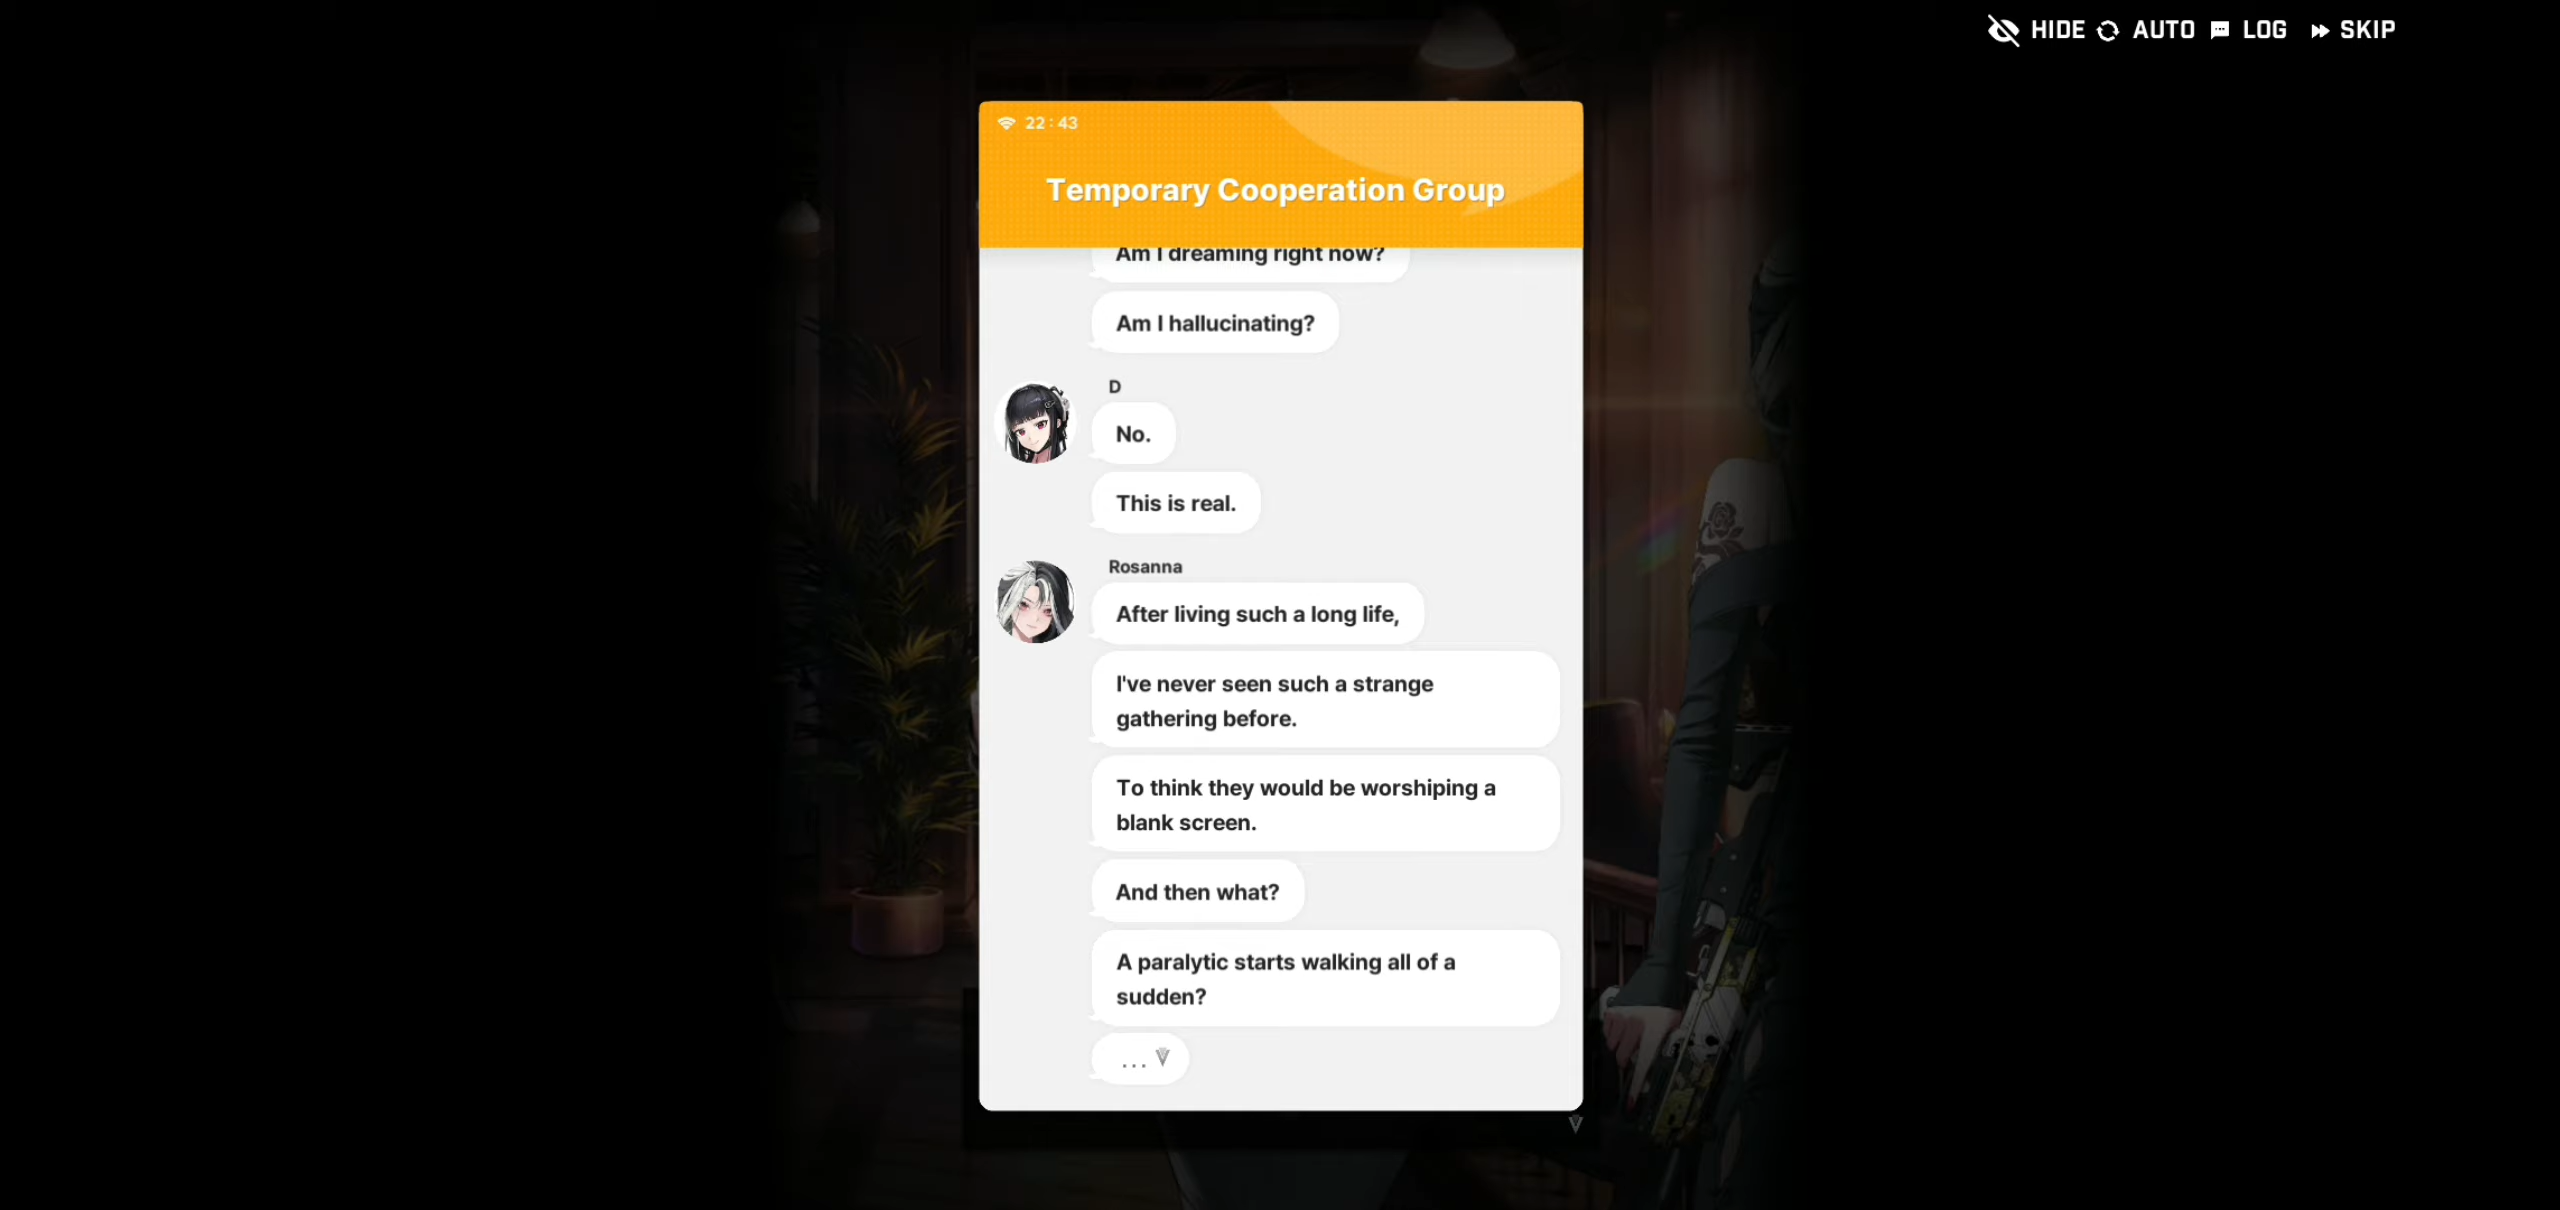 HIDE AUTO LOG SKIP
22:43
Temporary Cooperation Group
Am I dreaming right now?
Am I hallucinating?
D
No.
This is real.
Rosanna
After living such a long life,
I've never seen such a strange
gathering before.
To think they would be worshiping a
blank screen.
And then what?
A paralytic starts walking all of a
sudden?
...